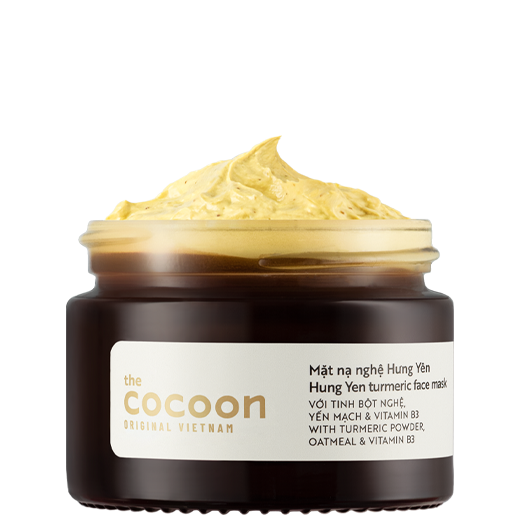 the
cocoon
ORIGINAL VIETNAM
Mặt nạ nghệ Hưng Yên
Hung Yen turmeric face mask
VỚI TINH BỘT NGHỆ,
YẾN MẠCH & VITAMIN B3
WITH TURMERIC POWDER,
OATMEAL & VITAMIN B3